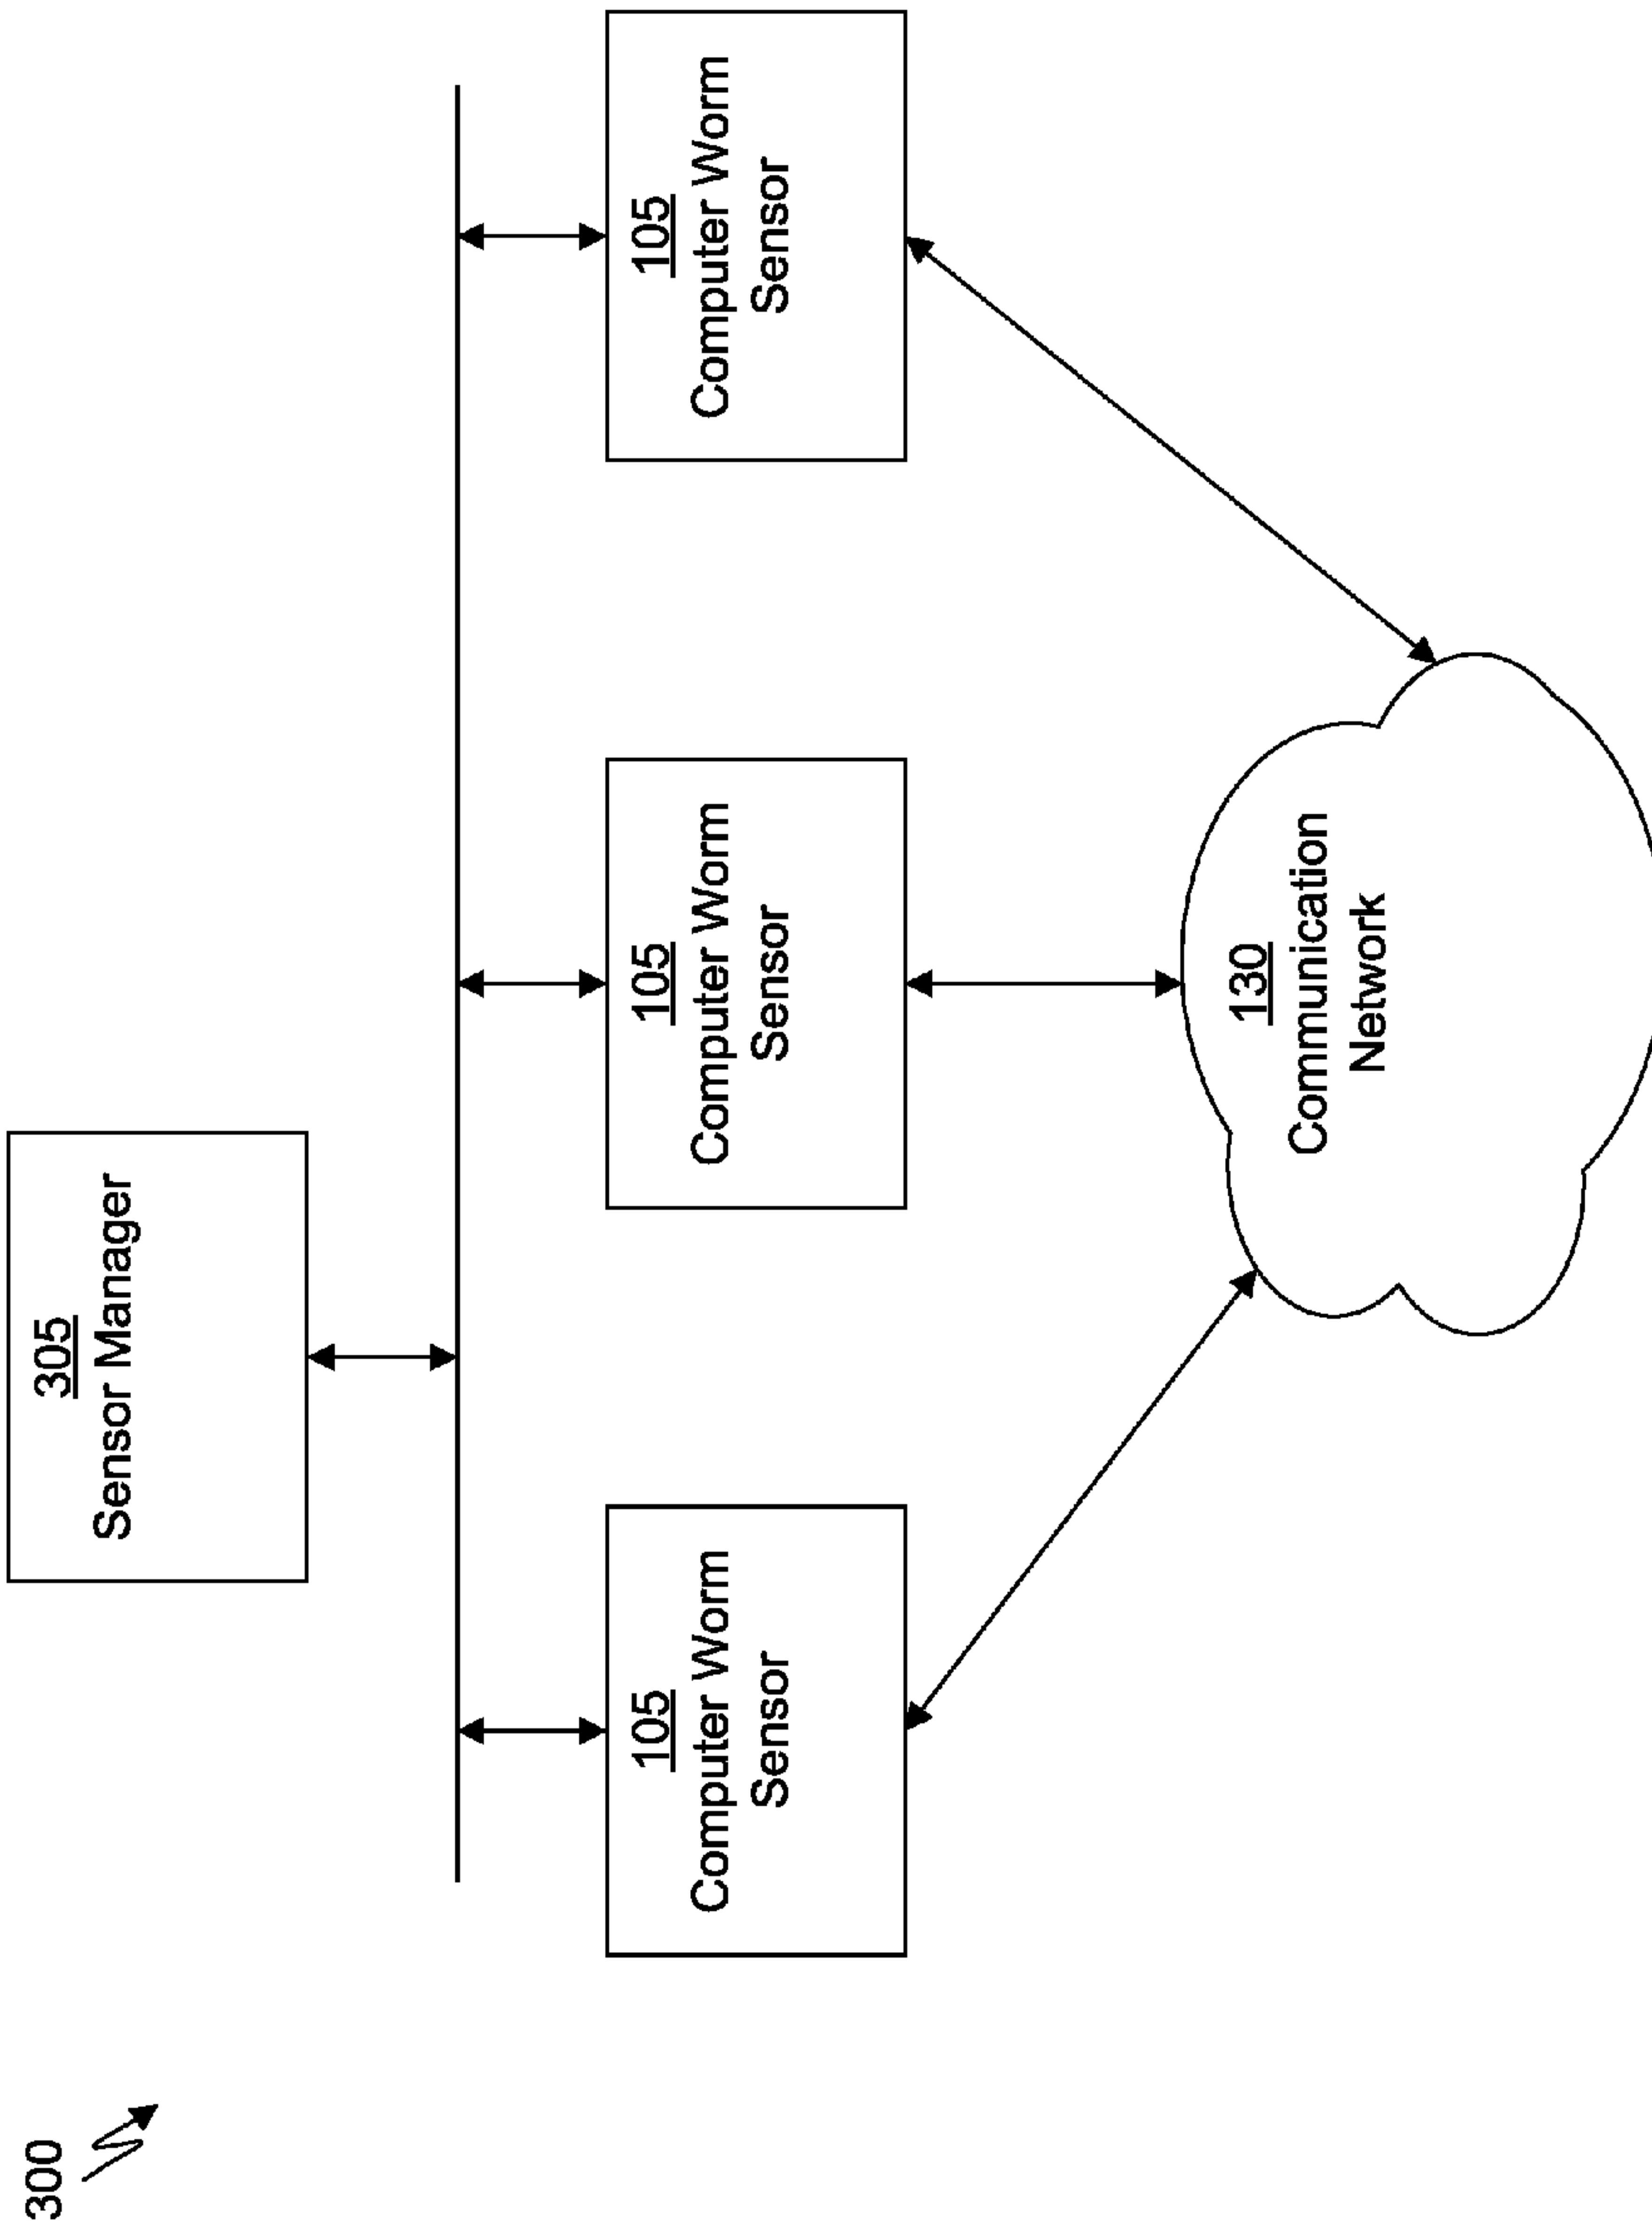 300
305
Sensor Manager
105
Computer Worm
Sensor
105
Computer Worm
Sensor
105
Computer Worm
Sensor
130
Communication
Network